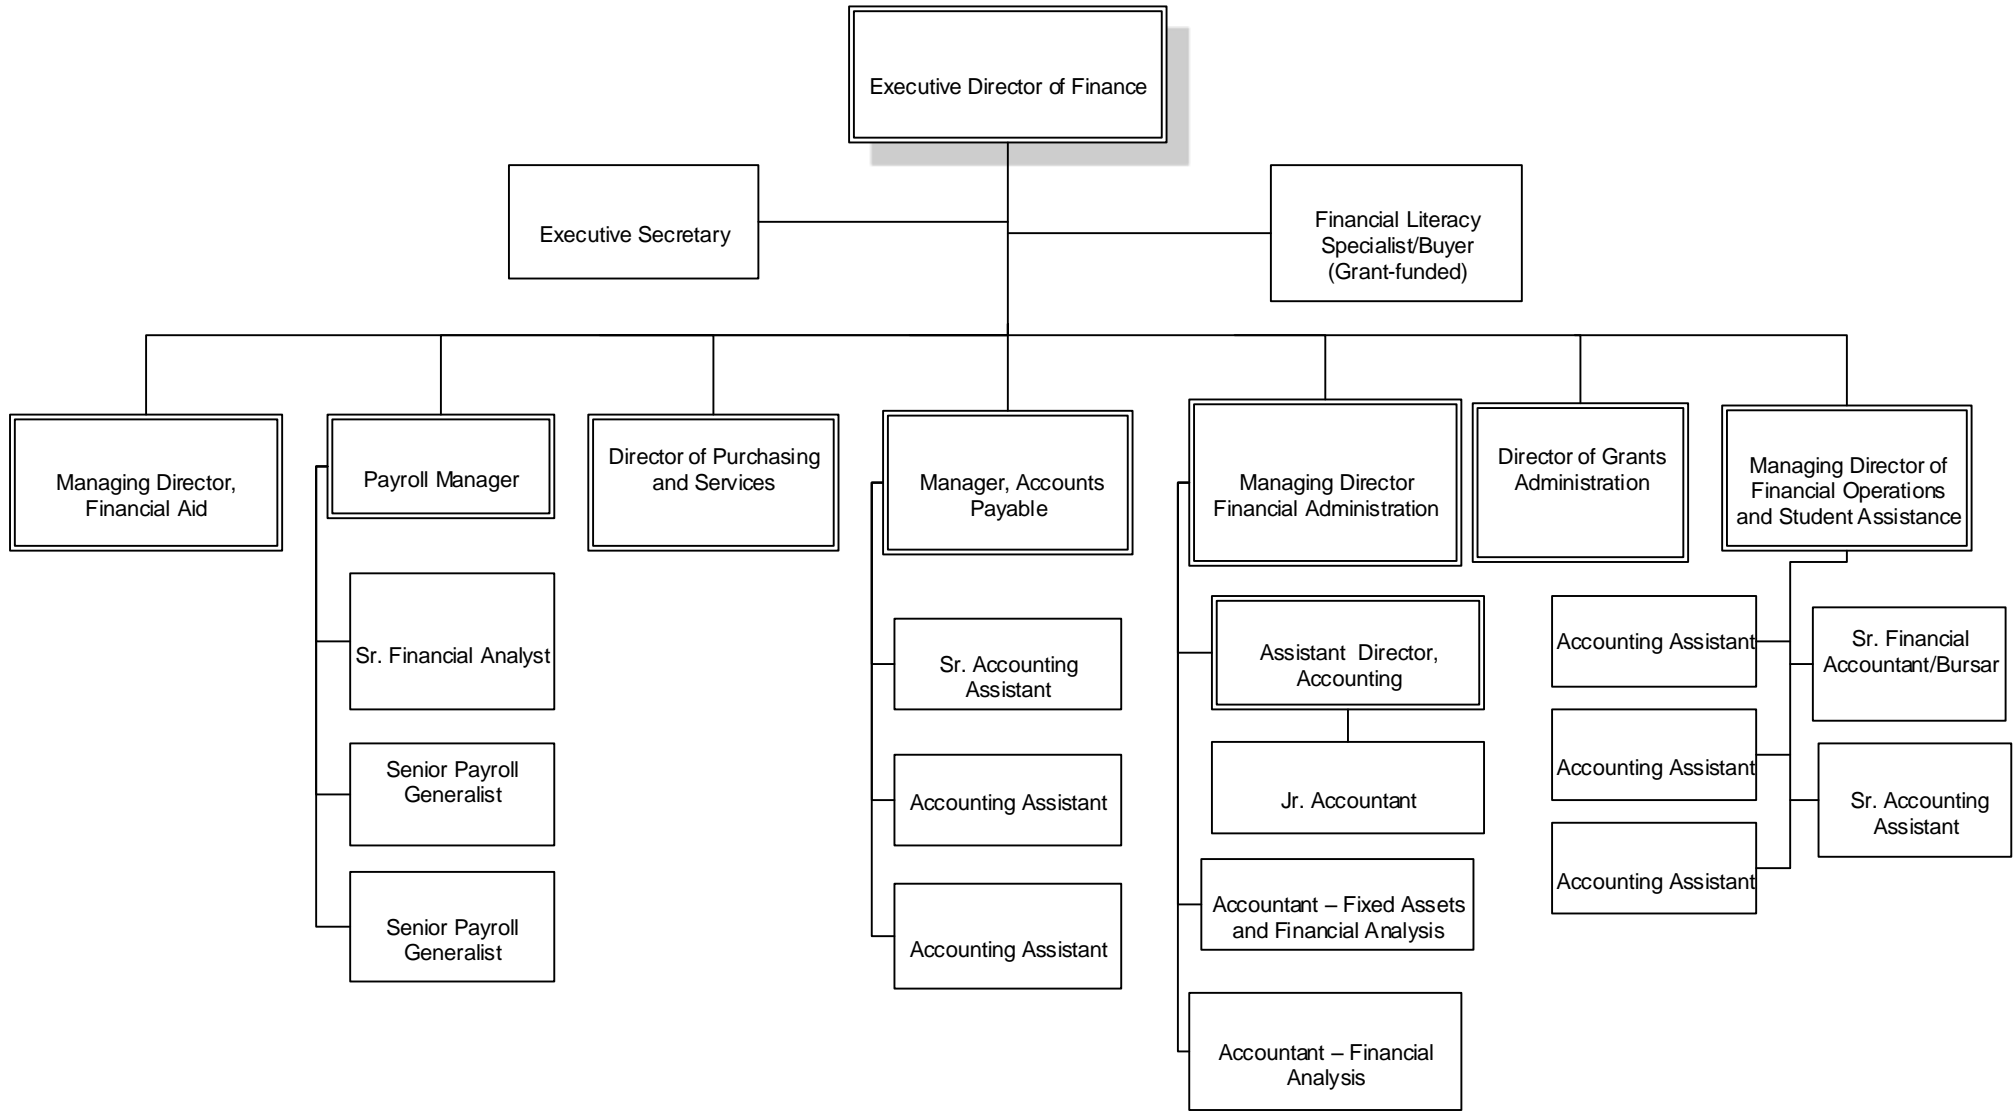 Executive Director of Finance
Executive Secretary
Financial Literacy
Specialist/Buyer
(Grant-funded)
Managing Director,
Financial Aid
Payroll Manager
Director of Purchasing
and Services
Manager, Accounts
Payable
Managing Director
Financial Administration
Director of Grants
Administration
Managing Director of
Financial Operations
and Student Assistance
Sr. Financial Analyst
Senior Payroll
Generalist
Senior Payroll
Generalist
Sr. Accounting
Assistant
Accounting Assistant
Accounting Assistant
Assistant Director,
Accounting
Jr. Accountant
Accountant – Fixed Assets
and Financial Analysis
Accountant – Financial
Analysis
Accounting Assistant
Accounting Assistant
Accounting Assistant
Sr. Financial
Accountant/Bursar
Sr. Accounting
Assistant